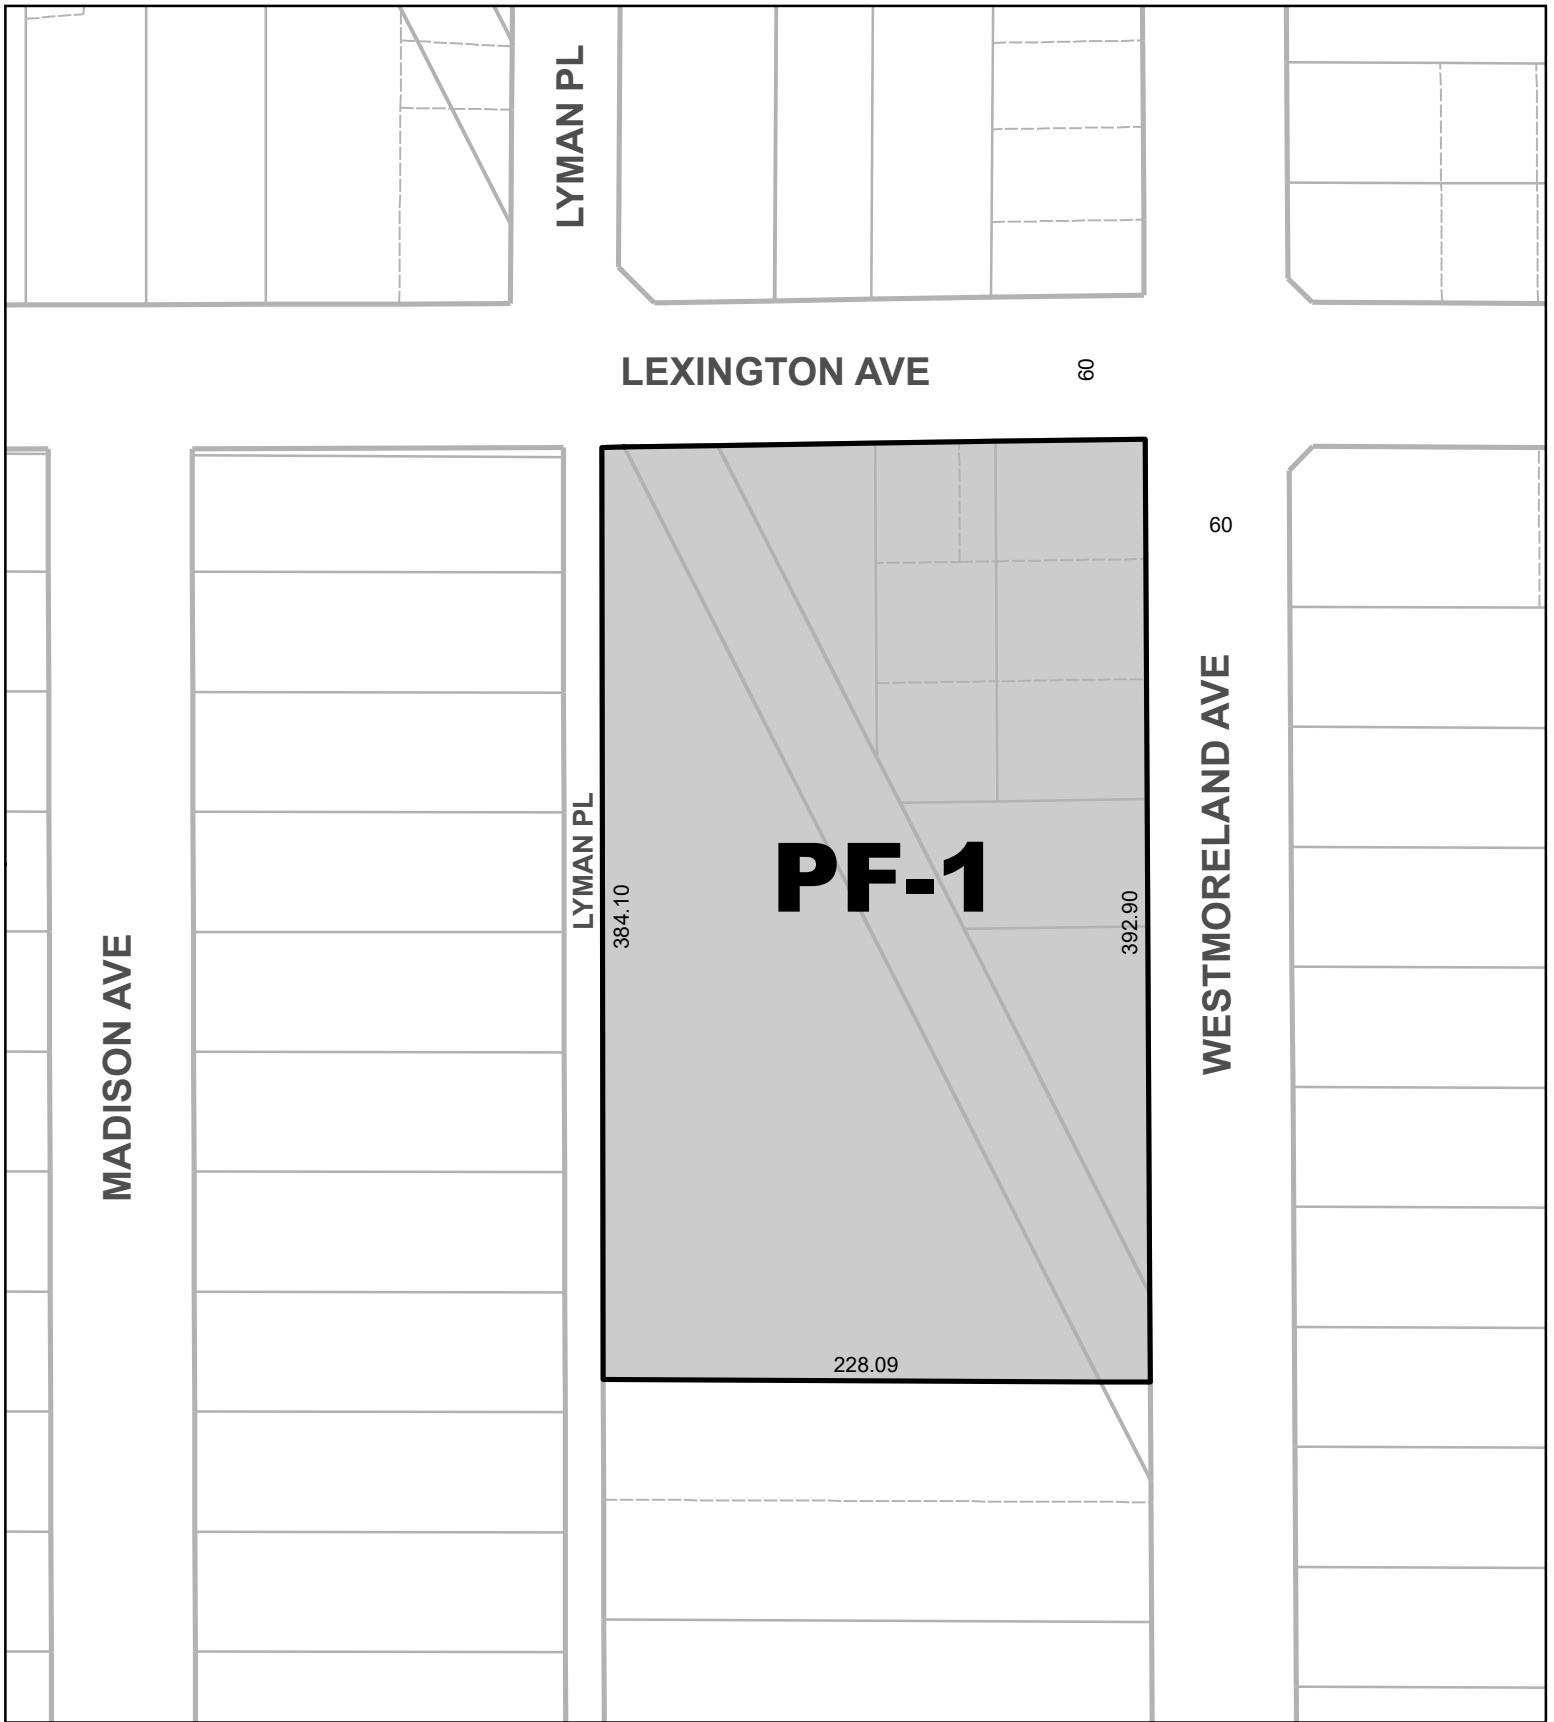 LYMAN PL
LEXINGTON AVE
60
60
WESTMORELAND AVE
LYMAN PL
PF-1
384.10
392.90
MADISON AVE
228.09